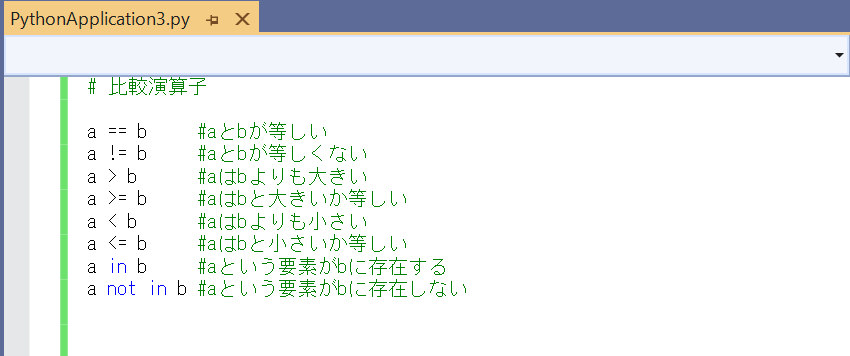 PythonApplication3.py
# 比較演算子
a == b #aとbが等しい
a != b #aとbが等しくない
a > b #aはbよりも大きい
a >= b #aはbと大きいか等しい
a < b #aはbよりも小さい
a <= b #aはbと小さいか等しい
a in b #aという要素がbに存在する
a not in b #aという要素がbに存在しない